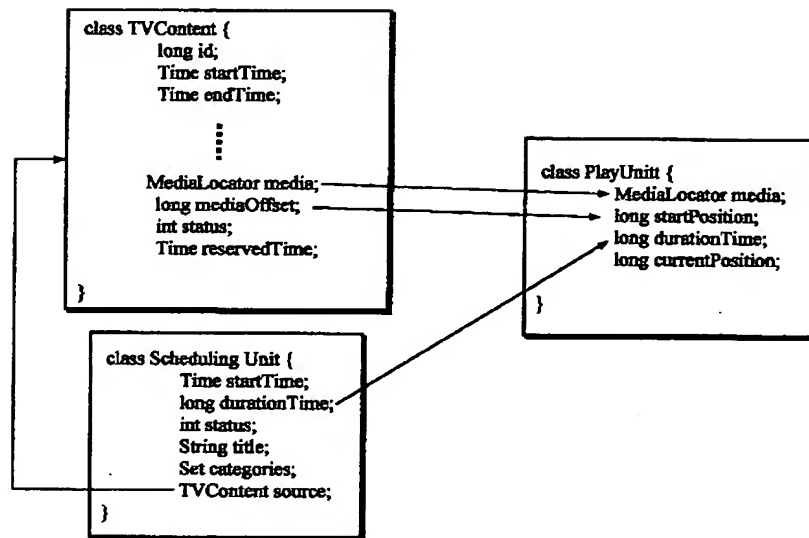 class TVContent {
long id;
Time startTime;
Time endTime;
MediaLocator media;
long mediaOffset;
int status;
Time reservedTime;
}
class PlayUnitt {
MediaLocator media;
long startPosition;
long durationTime;
long currentPosition;
}
class Scheduling Unit {
Time startTime;
long durationTime;
int status;
String title;
Set categories;
TVContent source;
}